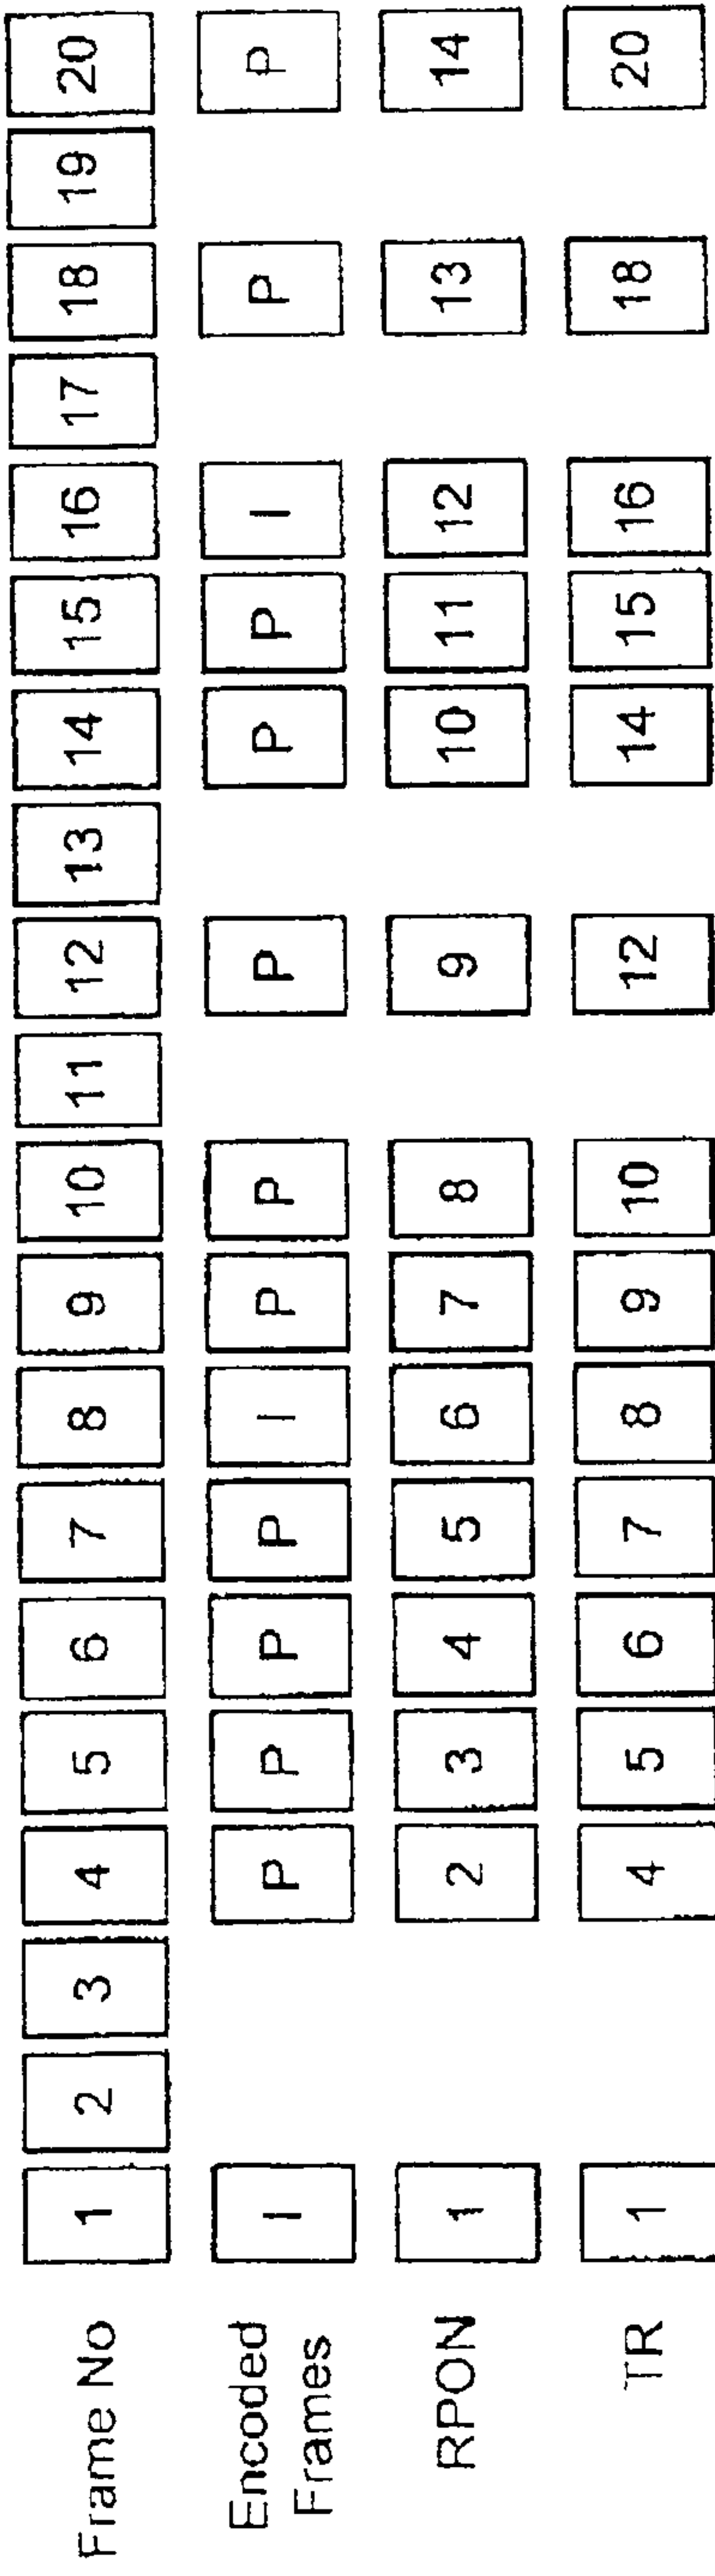 Frame No 1 2 3 4 5 6 7 8 9 10 11 12 13 14 15 16 17 18 19 20
Encoded
Frames I P P P P I P P P P P I P P
RPON 1 2 3 4 5 6 7 8 9 10 11 12 13 14
TR 1 4 5 6 7 8 9 10 12 14 15 16 18 20